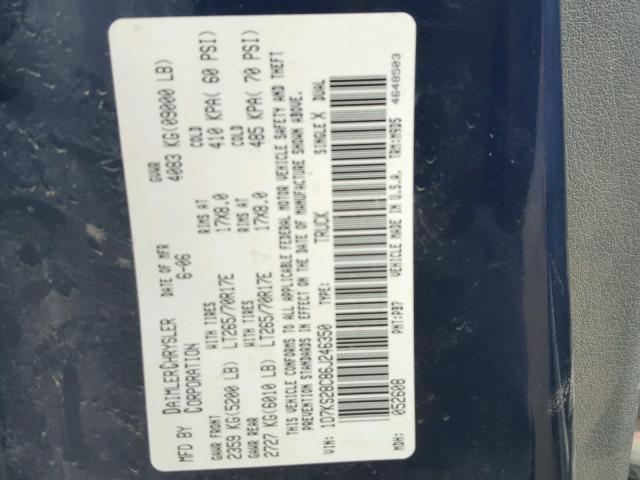 MFD BY DAIMLERCHRYSLER CORPORATION DATE OF MFR 6-06 GVWR 4083 KG(09000 LB)
GAWR FRONT WITH TIRES RIMS AT COLD
2359 KG(5200 LB) LT265/70R17E 17X8.0 410 KPA( 60 PSI)
GAWR REAR WITH TIRES RIMS AT COLD
2727 KG(6010 LB) LT265/70R17E 17X8.0 485 KPA( 70 PSI)
THIS VEHICLE CONFORMS TO ALL APPLICABLE FEDERAL MOTOR VEHICLE SAFETY AND THEFT
PREVENTION STANDARDS IN EFFECT ON THE DATE OF MANUFACTURE SHOWN ABOVE.
VIN: 1D7KS28C86J246350 TYPE: TRUCK SINGLE X DUAL
MDH: 052608 PNT:PB7 VEHICLE MADE IN U.S.A. TRM:M9D5 4648503